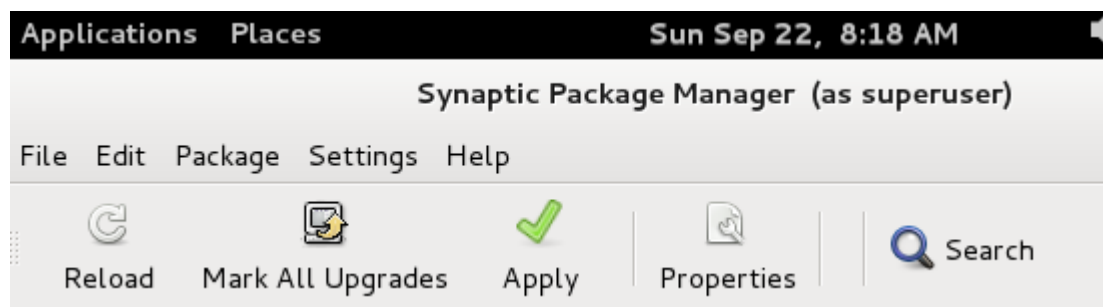 Applications Places Sun Sep 22, 8:18 AM
Synaptic Package Manager (as superuser)
File Edit Package Settings Help
Reload Mark All Upgrades Apply Properties Search